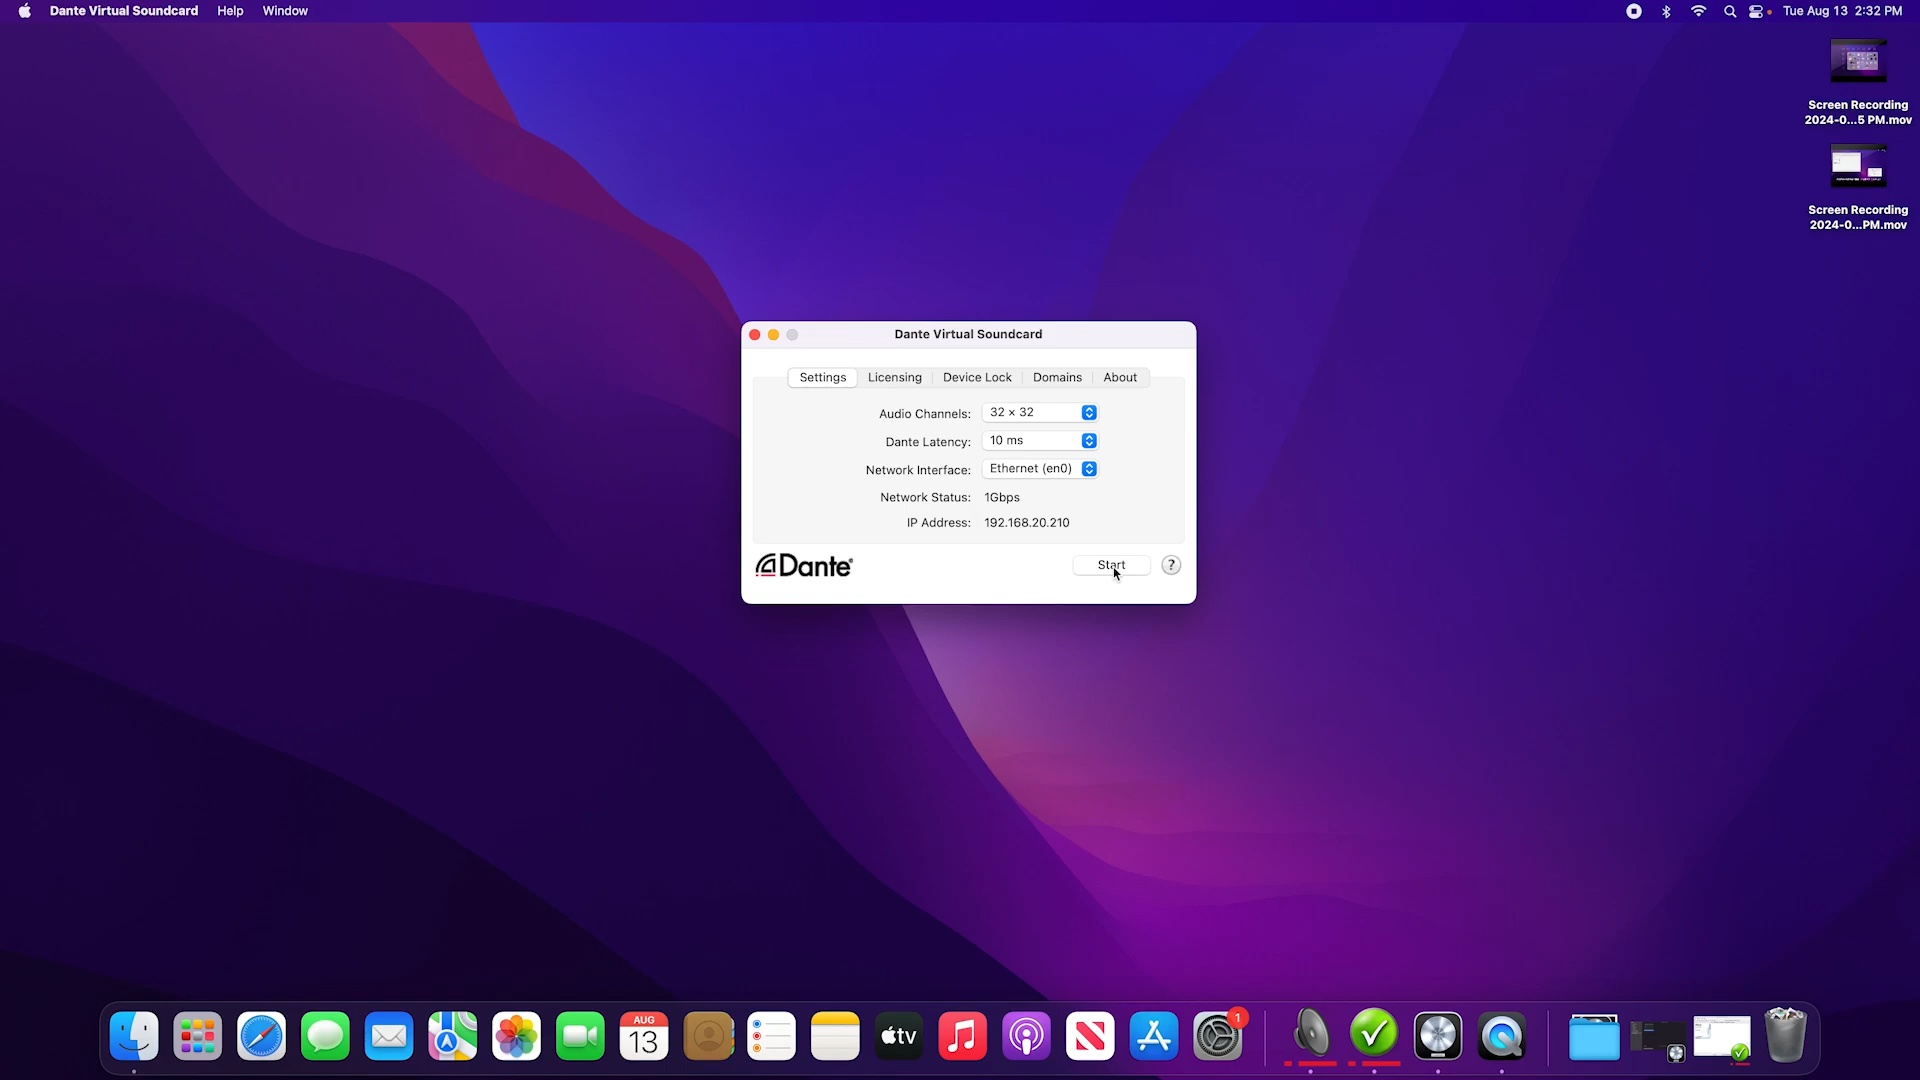 Dante Virtual Soundcard Help Window
Tue Aug 13 2:32 PM
Screen Recording
2024-0...5 PM.mov
Screen Recording
2024-0...PM.mov
Dante Virtual Soundcard
Settings Licensing Device Lock Domains About
Audio Channels: 32 × 32
Dante Latency: 10 ms
Network Interface: Ethernet (en0)
Network Status: 1Gbps
IP Address: 192.168.20.210
Dante
Start ?
AUG
13
tv
1